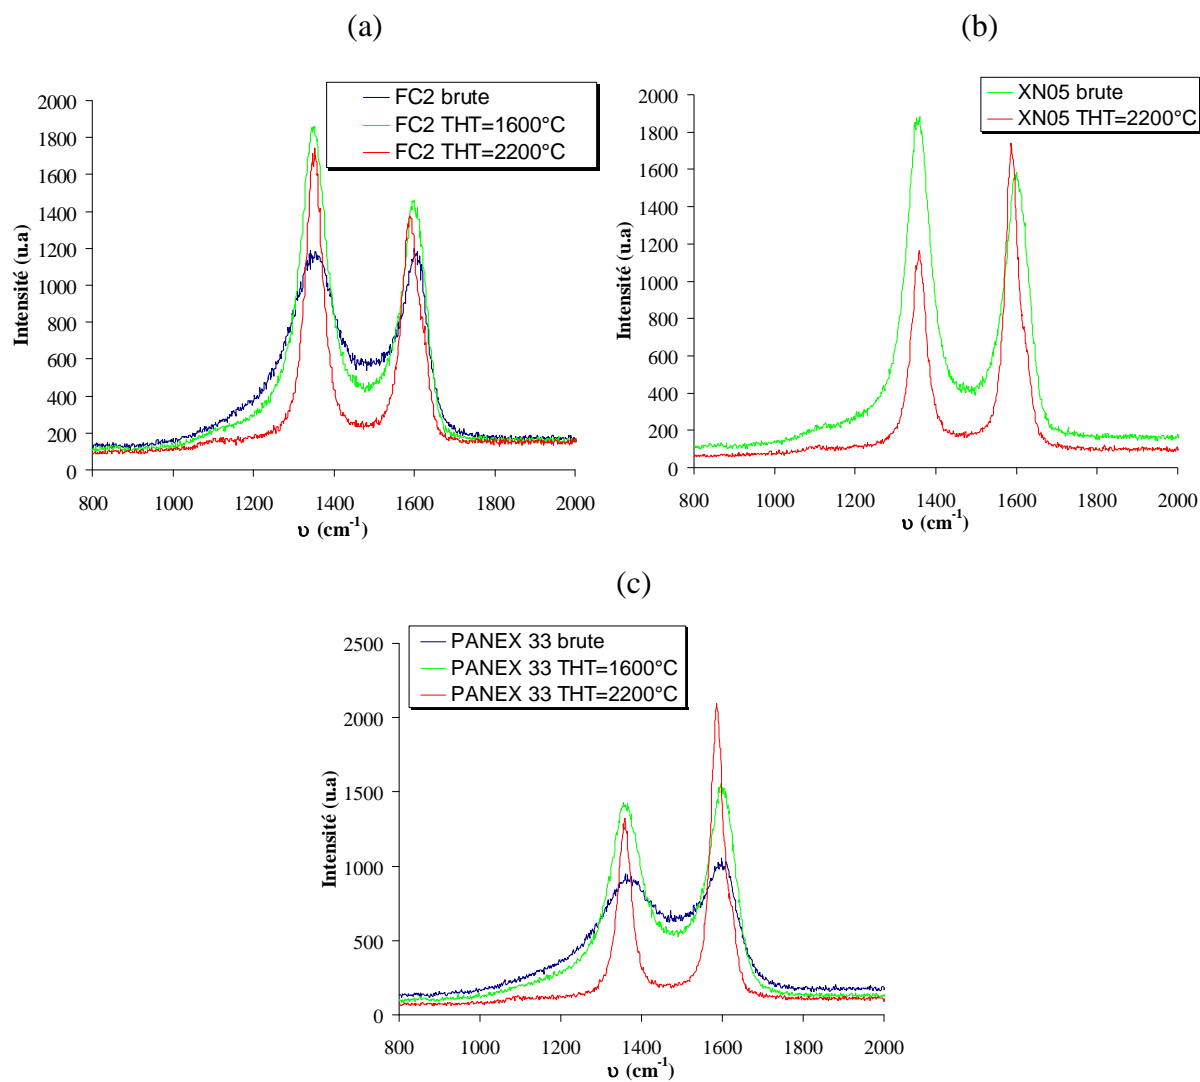 (a)
FC2 brute
FC2 THT=1600°C
FC2 THT=2200°C
Intensité (u.a)
2000
1800
1600
1400
1200
1000
800
600
400
200
0
800 1000 1200 1400 1600 1800 2000
υ (cm-1)
(b)
XN05 brute
XN05 THT=2200°C
Intensité (u.a)
2000
1800
1600
1400
1200
1000
800
600
400
200
0
800 1000 1200 1400 1600 1800 2000
υ (cm-1)
(c)
PANEX 33 brute
PANEX 33 THT=1600°C
PANEX 33 THT=2200°C
Intensité (u.a)
2500
2000
1500
1000
500
0
800 1000 1200 1400 1600 1800 2000
υ (cm-1)